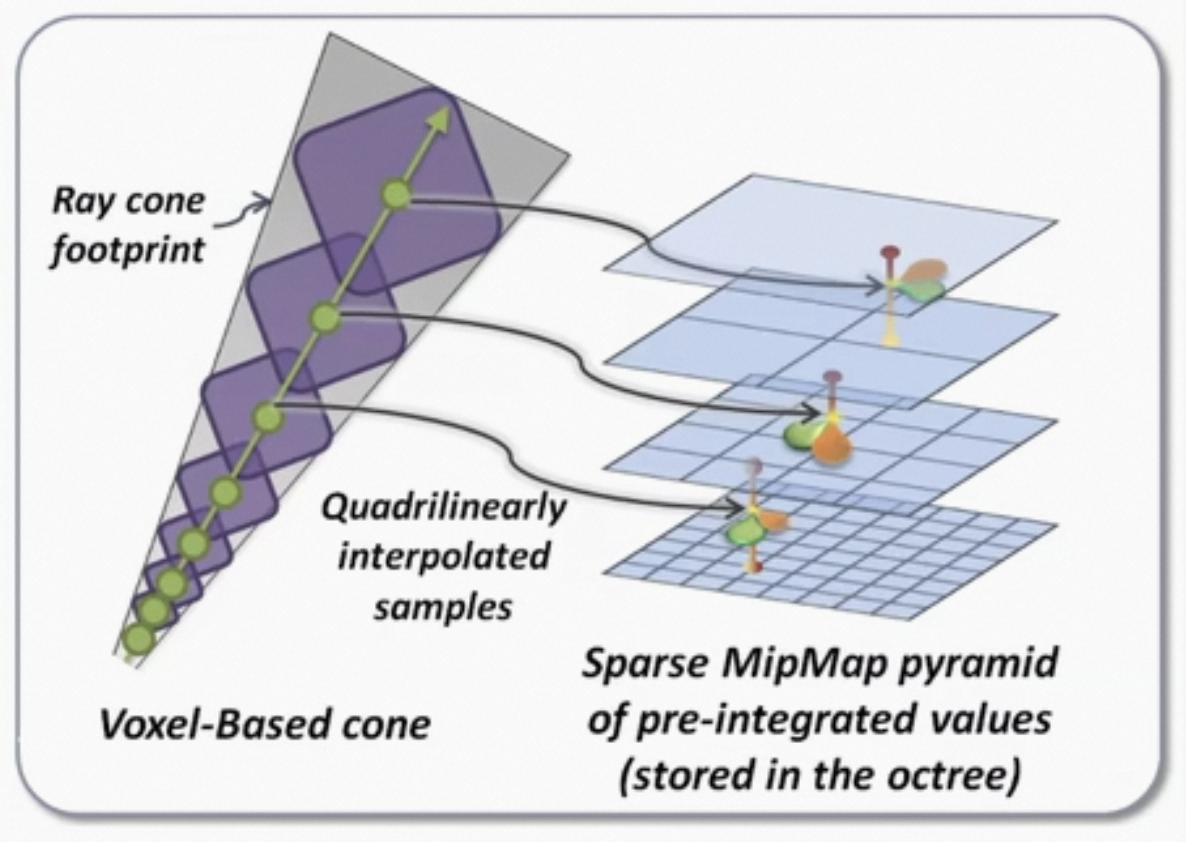 Ray cone
footprint
Quadrilinearly
interpolated
samples
Voxel-Based cone
Sparse MipMap pyramid
of pre-integrated values
(stored in the octree)